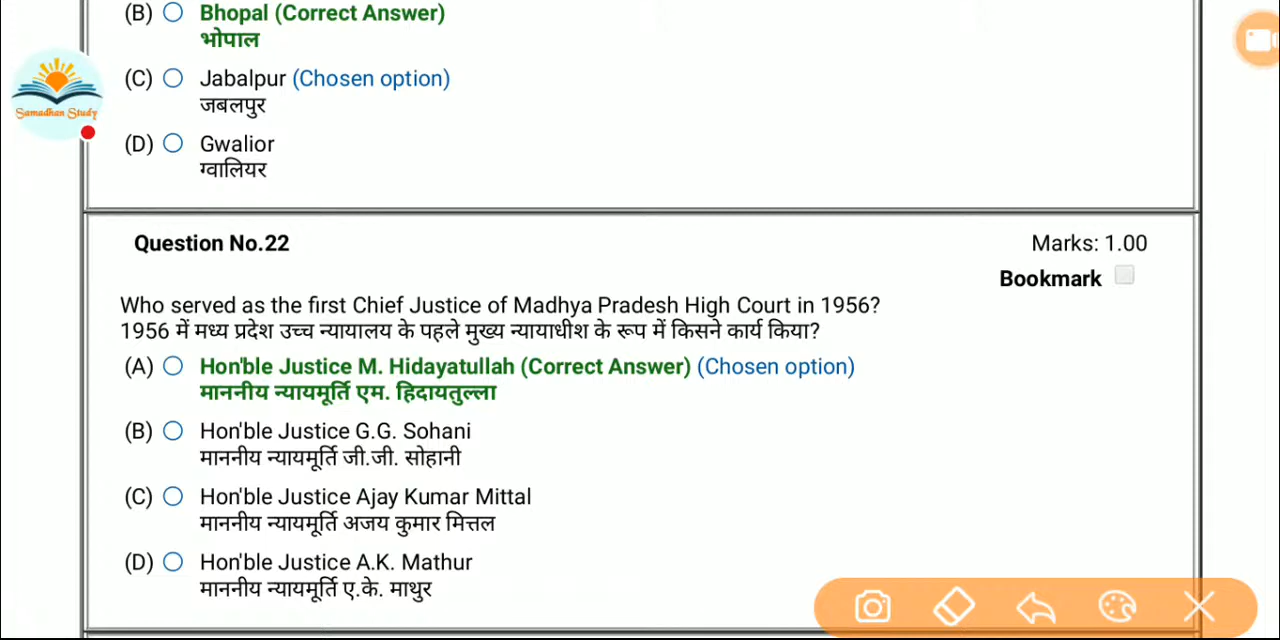 (B) Bhopal (Correct Answer)
भोपाल
(C) Jabalpur (Chosen option)
जबलपुर
(D) Gwalior
ग्वालियर
Samadhan Study
Question No.22 Marks: 1.00
Bookmark
Who served as the first Chief Justice of Madhya Pradesh High Court in 1956?
1956 में मध्य प्रदेश उच्च न्यायालय के पहले मुख्य न्यायाधीश के रूप में किसने कार्य किया?
(A) Hon'ble Justice M. Hidayatullah (Correct Answer) (Chosen option)
माननीय न्यायमूर्ति एम. हिदायतुल्ला
(B) Hon'ble Justice G.G. Sohani
माननीय न्यायमूर्ति जी.जी. सोहानी
(C) Hon'ble Justice Ajay Kumar Mittal
माननीय न्यायमूर्ति अजय कुमार मित्तल
(D) Hon'ble Justice A.K. Mathur
माननीय न्यायमूर्ति ए.के. माथुर